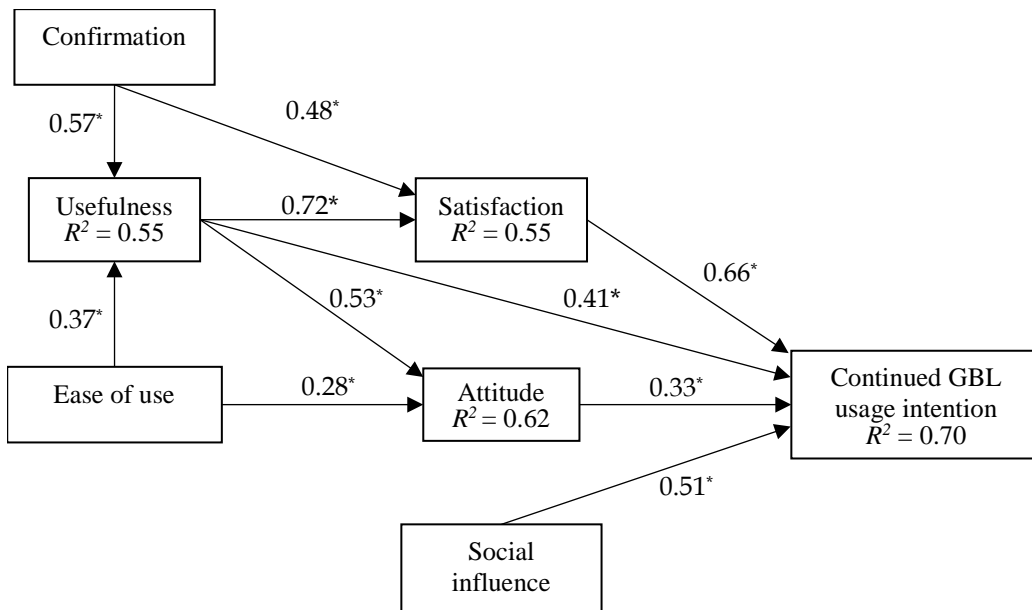 Confirmation
0.57*
0.48*
Usefulness
R² = 0.55
0.72*
Satisfaction
R² = 0.55
0.66*
0.53*
0.41*
0.37*
Ease of use
0.28*
Attitude
R² = 0.62
0.33*
Continued GBL
usage intention
R² = 0.70
0.51*
Social
influence